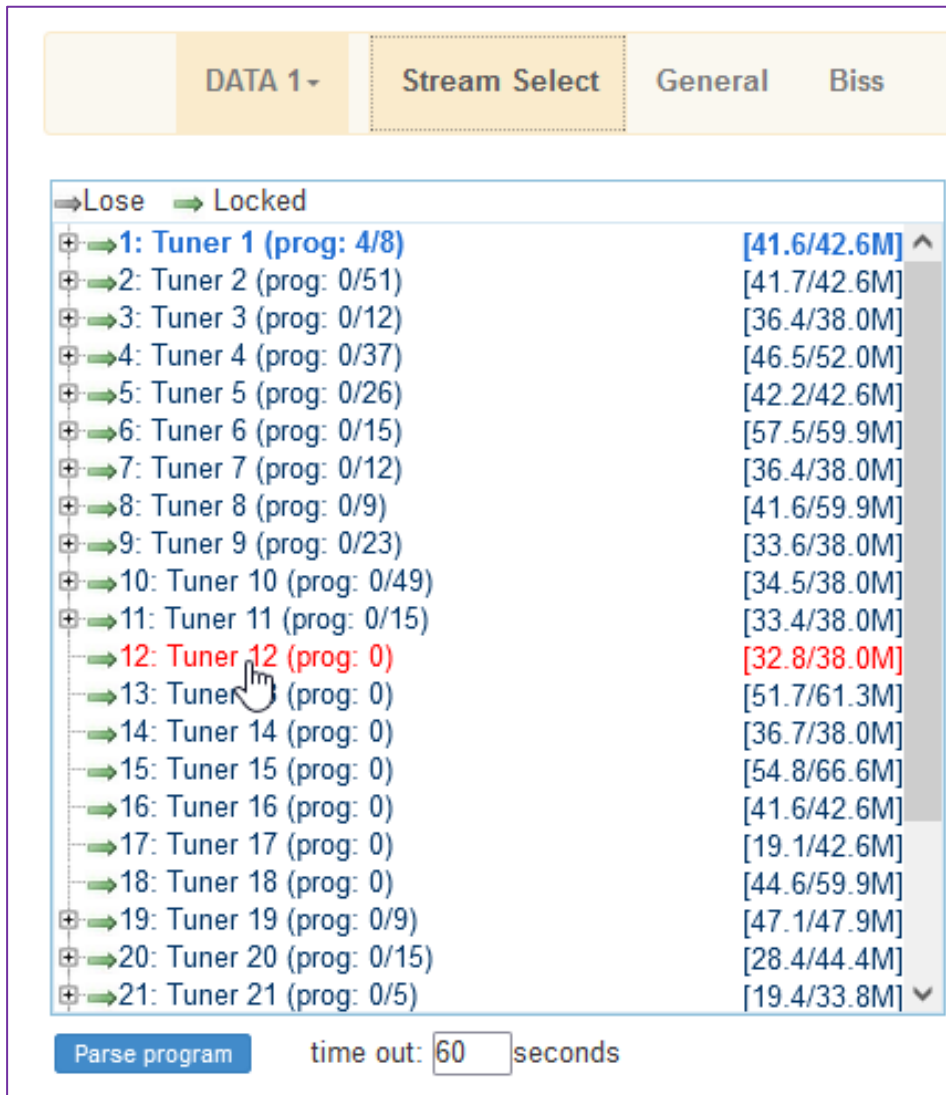 DATA 1 Stream Select General Biss
Lose Locked
1: Tuner 1 (prog: 4/8) [41.6/42.6M]
2: Tuner 2 (prog: 0/51) [41.7/42.6M]
3: Tuner 3 (prog: 0/12) [36.4/38.0M]
4: Tuner 4 (prog: 0/37) [46.5/52.0M]
5: Tuner 5 (prog: 0/26) [42.2/42.6M]
6: Tuner 6 (prog: 0/15) [57.5/59.9M]
7: Tuner 7 (prog: 0/12) [36.4/38.0M]
8: Tuner 8 (prog: 0/9) [41.6/59.9M]
9: Tuner 9 (prog: 0/23) [33.6/38.0M]
10: Tuner 10 (prog: 0/49) [34.5/38.0M]
11: Tuner 11 (prog: 0/15) [33.4/38.0M]
12: Tuner 12 (prog: 0) [32.8/38.0M]
13: Tuner (prog: 0) [51.7/61.3M]
14: Tuner 14 (prog: 0) [36.7/38.0M]
15: Tuner 15 (prog: 0) [54.8/66.6M]
16: Tuner 16 (prog: 0) [41.6/42.6M]
17: Tuner 17 (prog: 0) [19.1/42.6M]
18: Tuner 18 (prog: 0) [44.6/59.9M]
19: Tuner 19 (prog: 0/9) [47.1/47.9M]
20: Tuner 20 (prog: 0/15) [28.4/44.4M]
21: Tuner 21 (prog: 0/5) [19.4/33.8M]
Parse program time out: 60 seconds